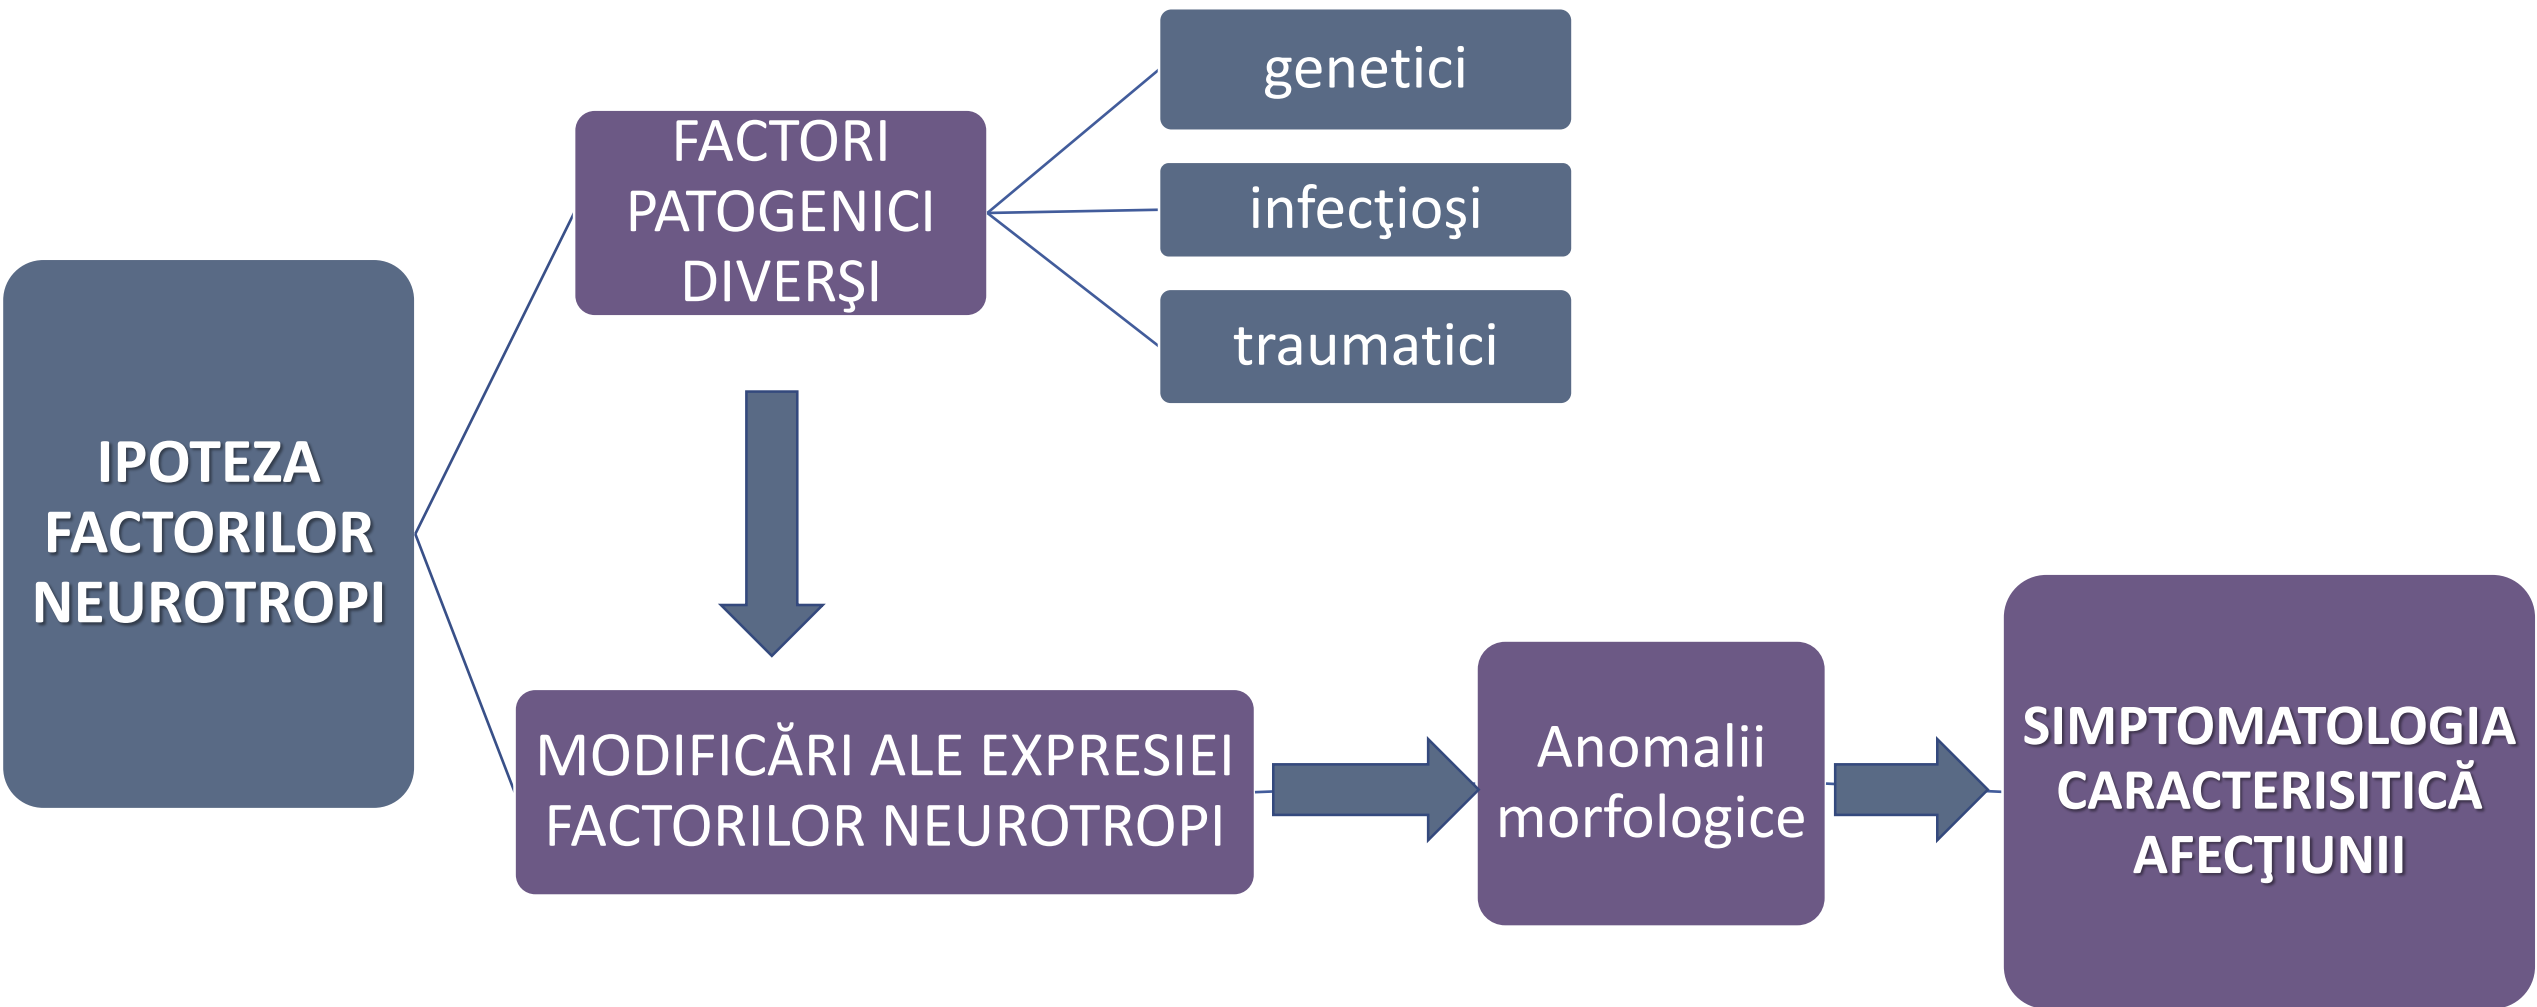 IPOTEZA
FACTORILOR
NEUROTROPI
FACTORI
PATOGENICI
DIVERŞI
genetici
infecţioşi
traumatici
MODIFICĂRI ALE EXPRESIEI
FACTORILOR NEUROTROPI
Anomalii
morfologice
SIMPTOMATOLOGIA
CARACTERISITICĂ
AFECŢIUNII